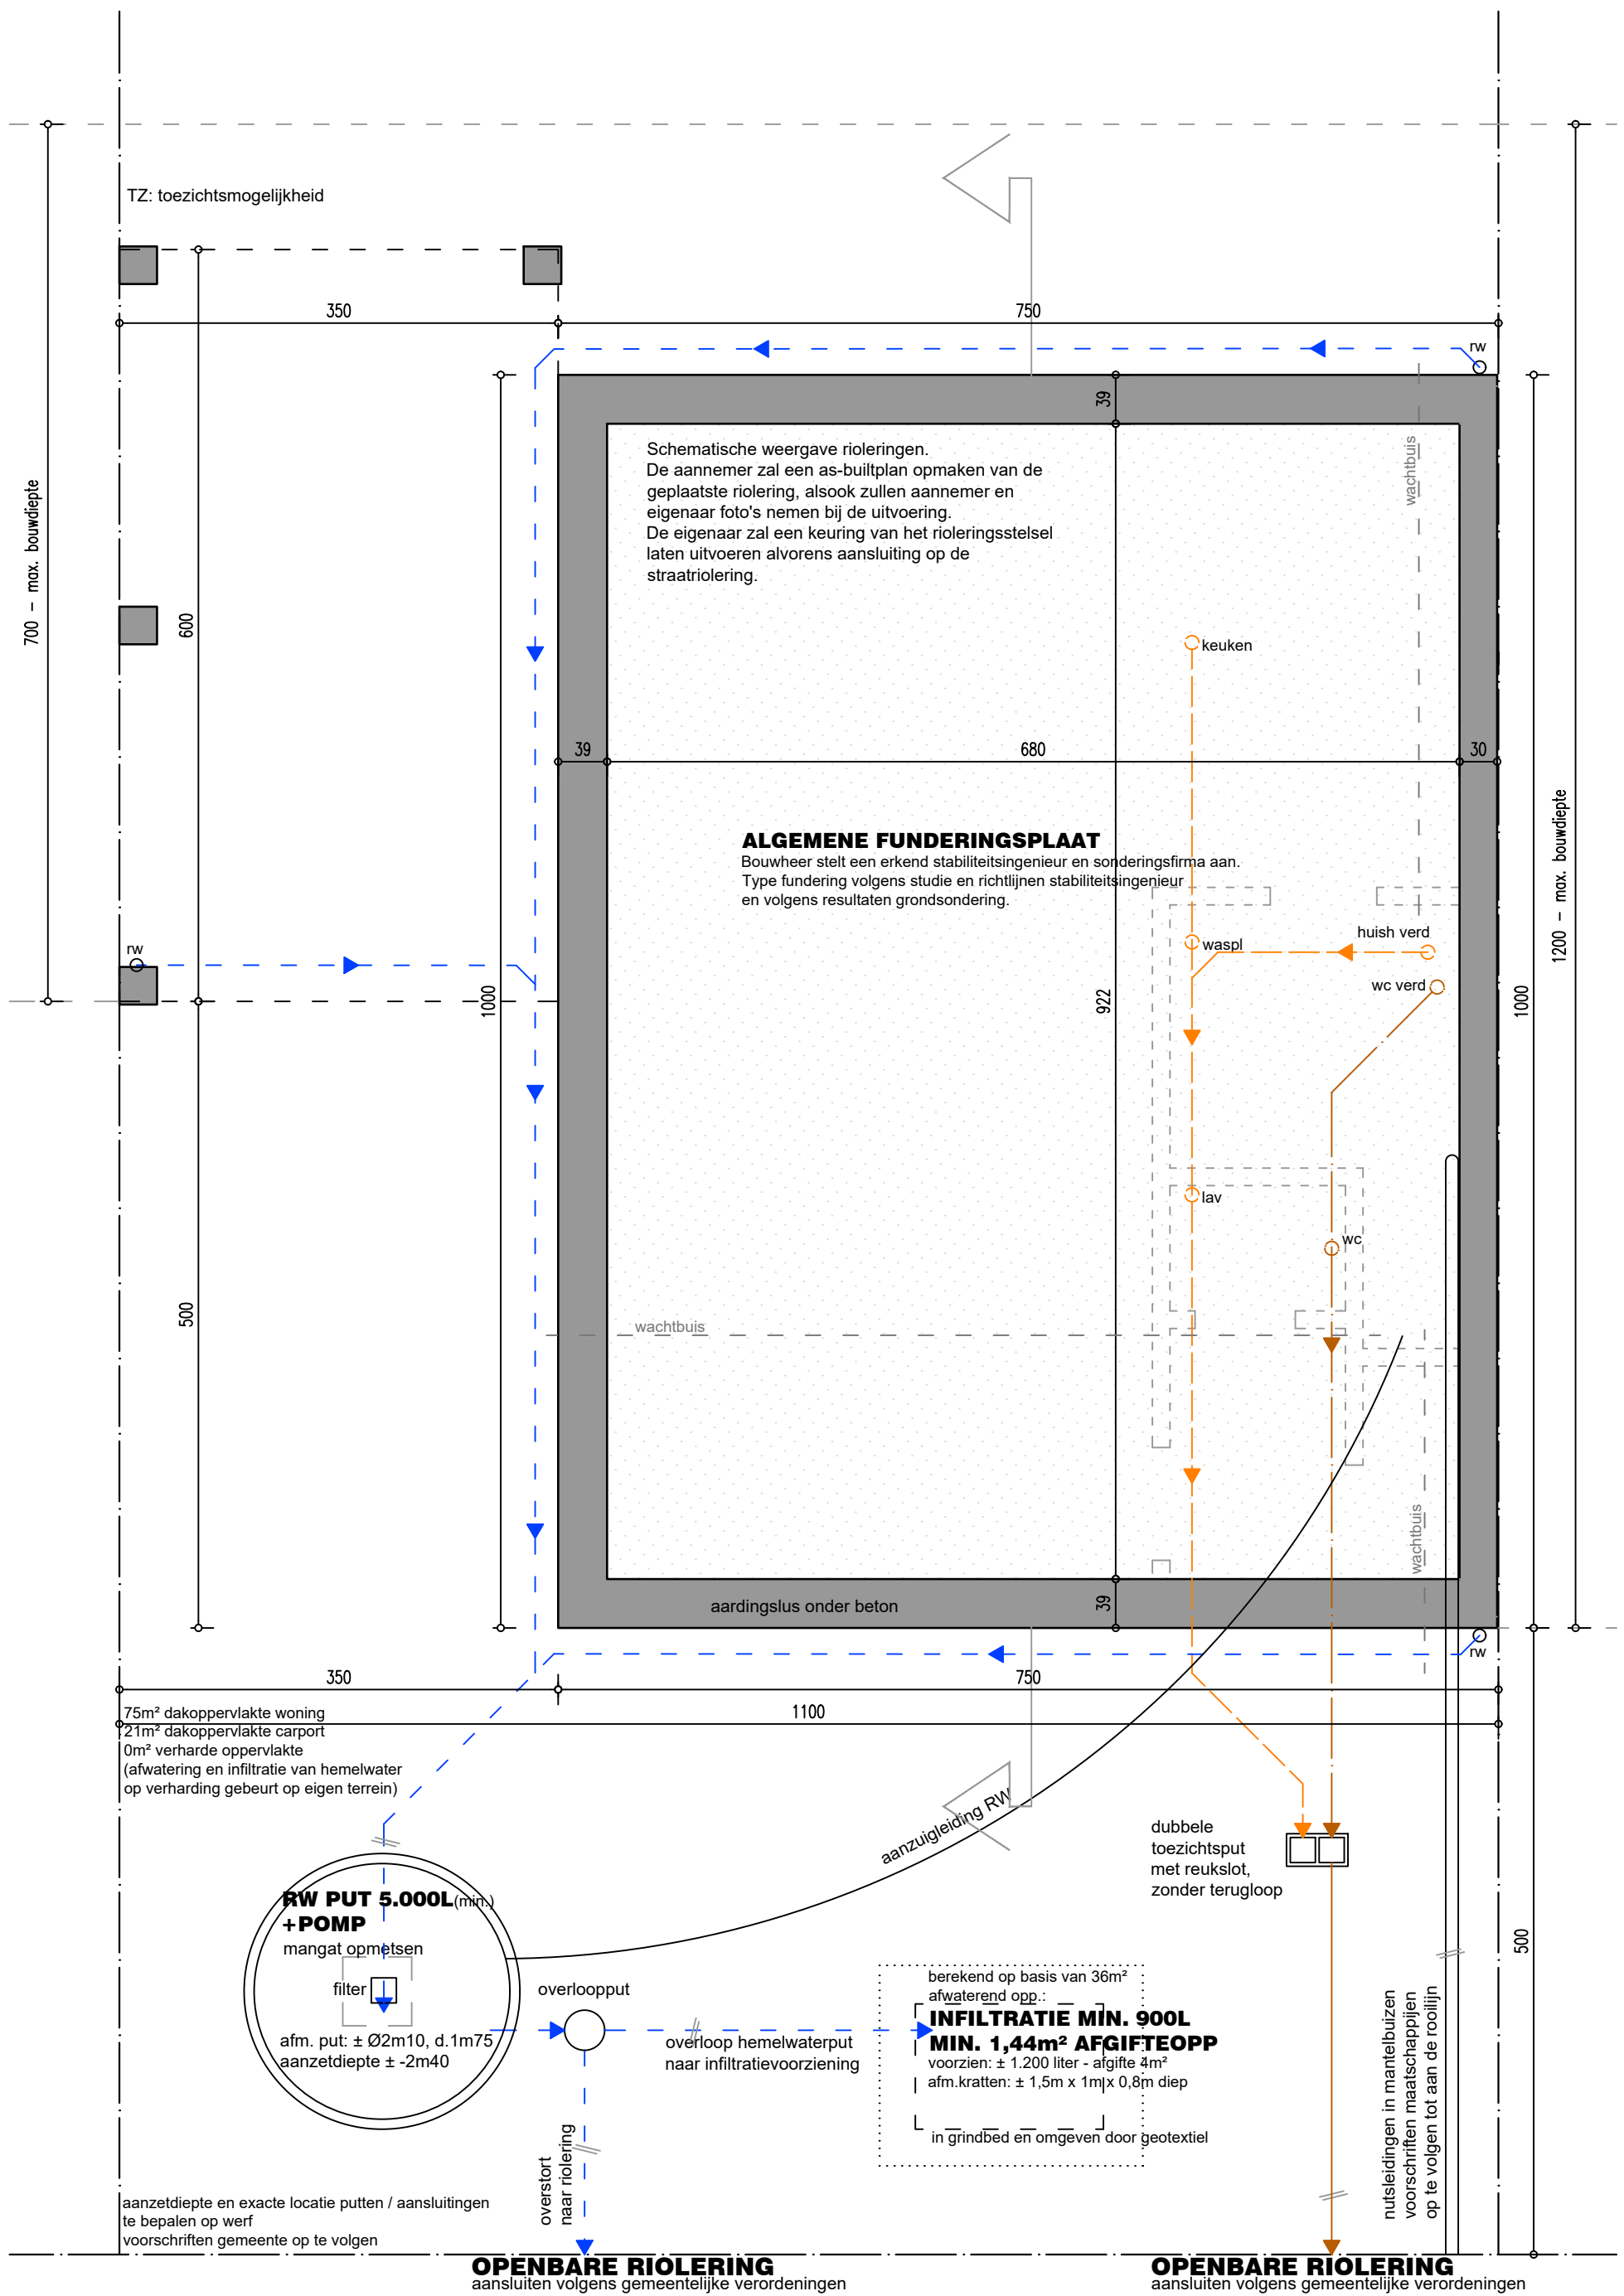 TZ: toezichtsmogelijkheid
350
750
rw
39
700 - max. bouwdiepte
600
Schematische weergave rioleringen.
De aannemer zal een as-builtplan opmaken van de
geplaatste riolering, alsook zullen aannemer en
eigenaar foto's nemen bij de uitvoering.
De eigenaar zal een keuring van het rioleringsstelsel
laten uitvoeren alvorens aansluiting op de
straatriolering.
wachtbuis
keuken
39
680
30
ALGEMENE FUNDERINGSPLAAT
Bouwheer stelt een erkend stabiliteitsingenieur en sonderingsfirma aan.
Type fundering volgens studie en richtlijnen stabiliteitsingenieur
en volgens resultaten grondsondering.
1200 - max. bouwdiepte
rw
waspl
huish verd
wc verd
1000
922
1000
lav
wc
500
wachtbuis
wachtbuis
aardingslus onder beton
39
rw
350
750
1100
75m² dakoppervlakte woning
21m² dakoppervlakte carport
0m² verharde oppervlakte
(afwatering en infiltratie van hemelwater
op verharding gebeurt op eigen terrein)
aanzuigleiding RW
dubbele
toezichtsput
met reukslot,
zonder terugloop
RW PUT 5.000L(min.)
+POMP
mangat opmetsen
filter
afm. put: ± Ø2m10, d.1m75
aanzetdiepte ± -2m40
overloopput
overloop hemelwaterput
naar infiltratievoorziening
berekend op basis van 36m²
afwaterend opp.:
INFILTRATIE MIN. 900L
MIN. 1,44m² AFGIFTEOPP
voorzien: ± 1.200 liter - afgifte 4m²
afm.kratten: ± 1,5m x 1m x 0,8m diep
in grindbed en omgeven door geotextiel
500
nutsleidingen in mantelbuizen
voorschriften maatschappijen
op te volgen tot aan de rooilijn
overstort
naar riolering
aanzetdiepte en exacte locatie putten / aansluitingen
te bepalen op werf
voorschriften gemeente op te volgen
OPENBARE RIOLERING
aansluiten volgens gemeentelijke verordeningen
OPENBARE RIOLERING
aansluiten volgens gemeentelijke verordeningen